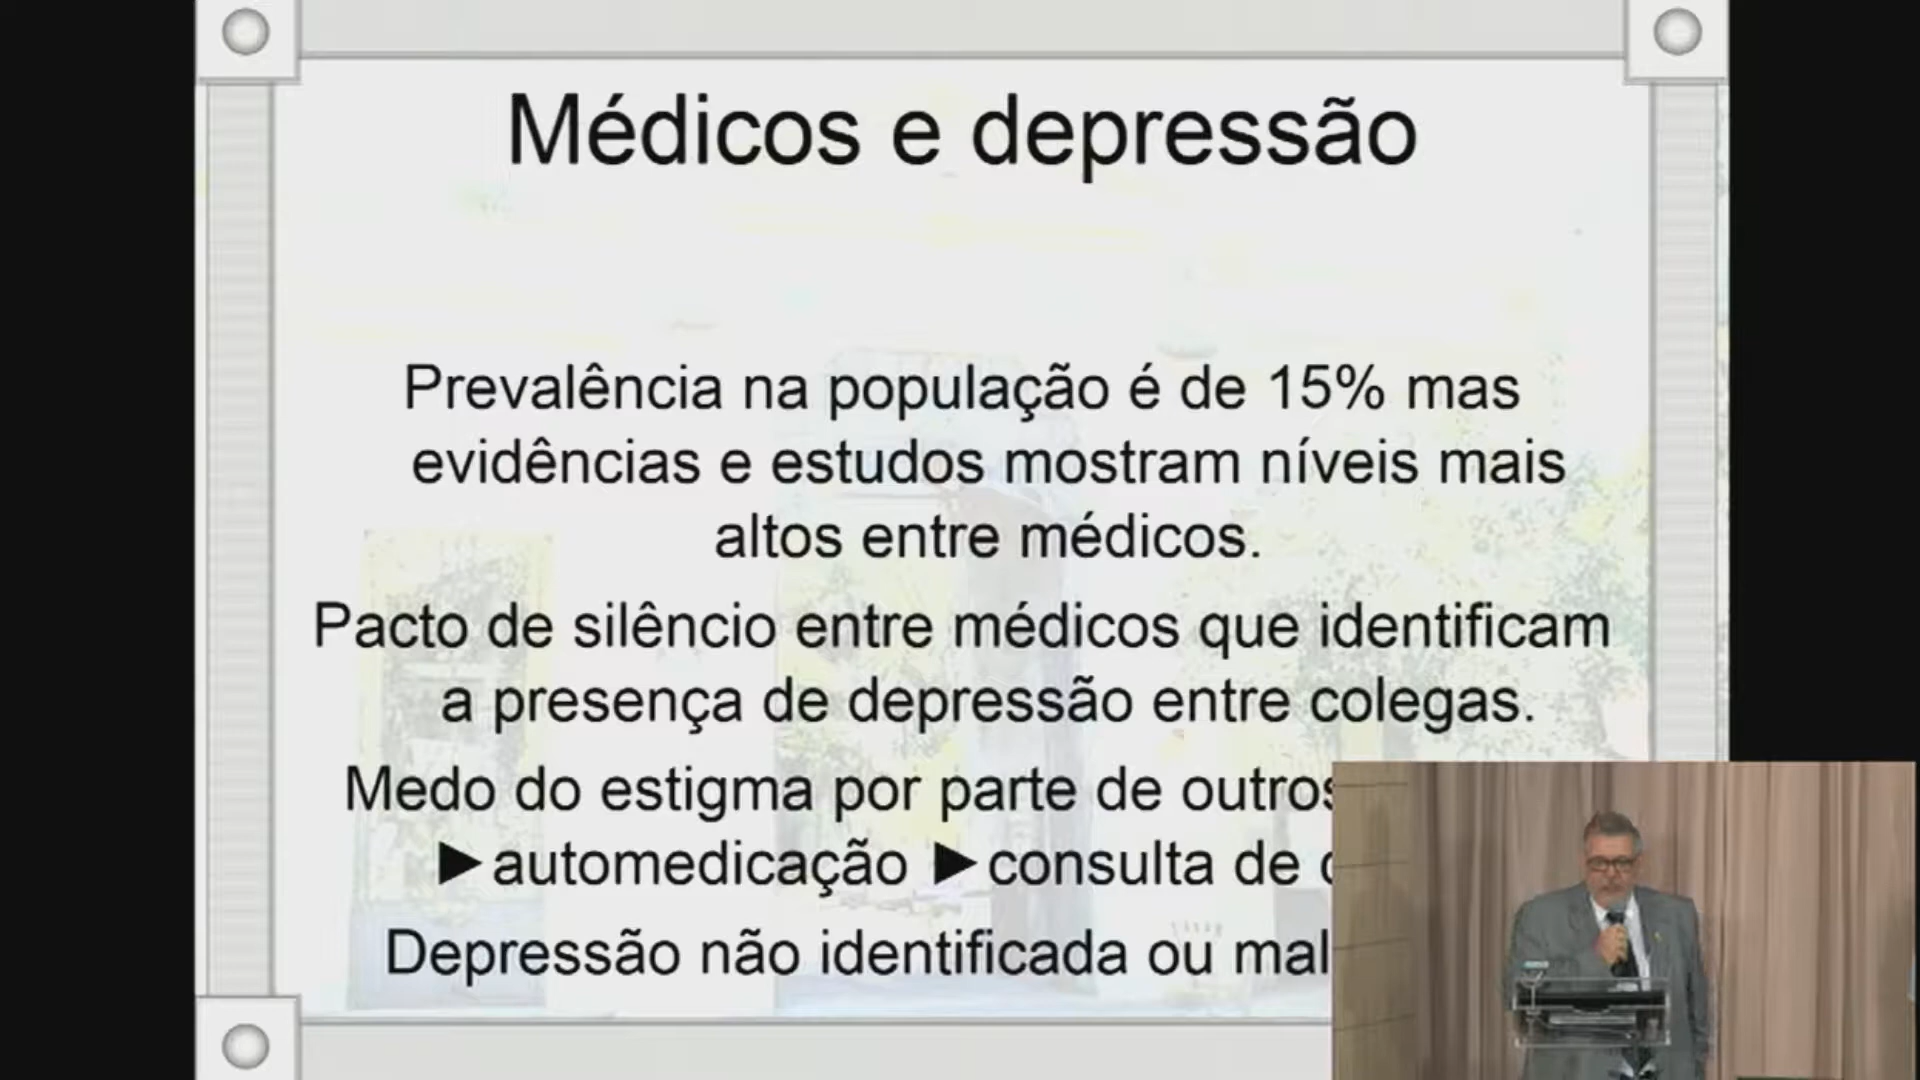 Médicos e depressão
Prevalência na população é de 15% mas
evidências e estudos mostram níveis mais
altos entre médicos.
Pacto de silêncio entre médicos que identificam
a presença de depressão entre colegas.
Medo do estigma por parte de outros
►automedicação ►consulta de
Depressão não identificada ou mal